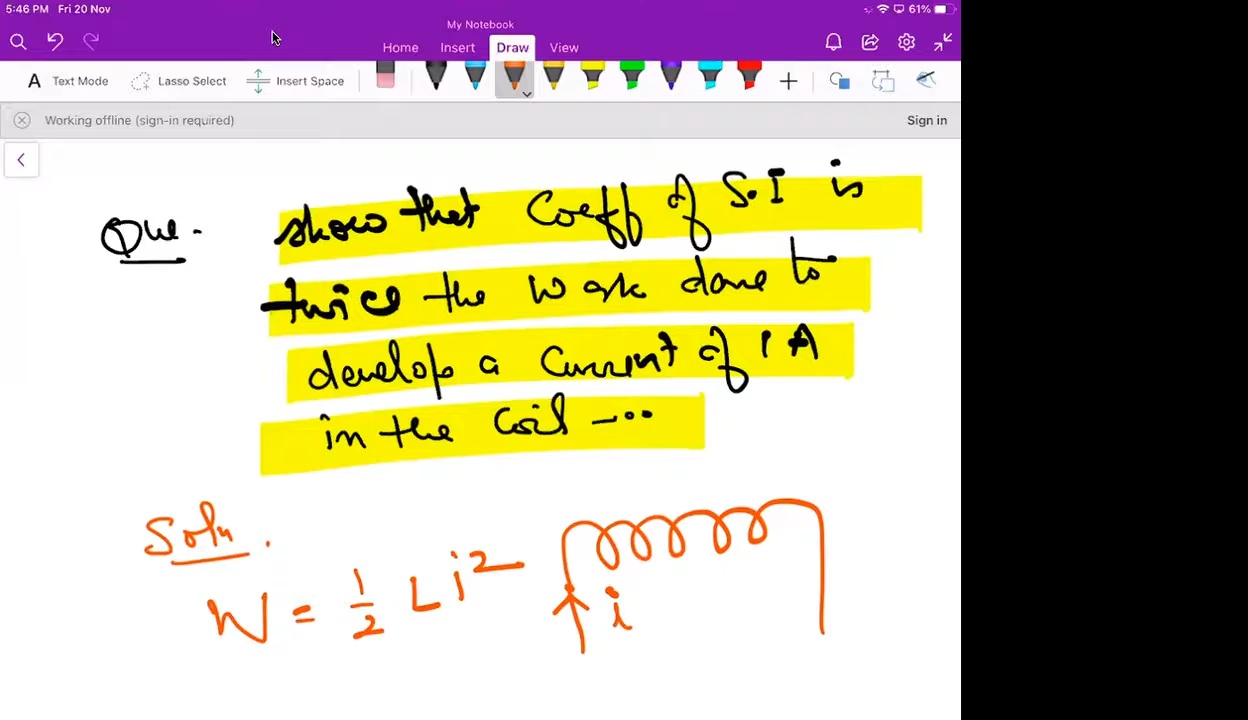 5:46 PM Fri 20 Nov
61%
My Notebook
Home Insert Draw View
A Text Mode Lasso Select Insert Space
Working offline (sign-in required) Sign in
Que. show that Coeff of S.I is
twice the Work done to
develop a Current of 1 A
in the Coil ...
Soln.
W = 1/2 Li²
i